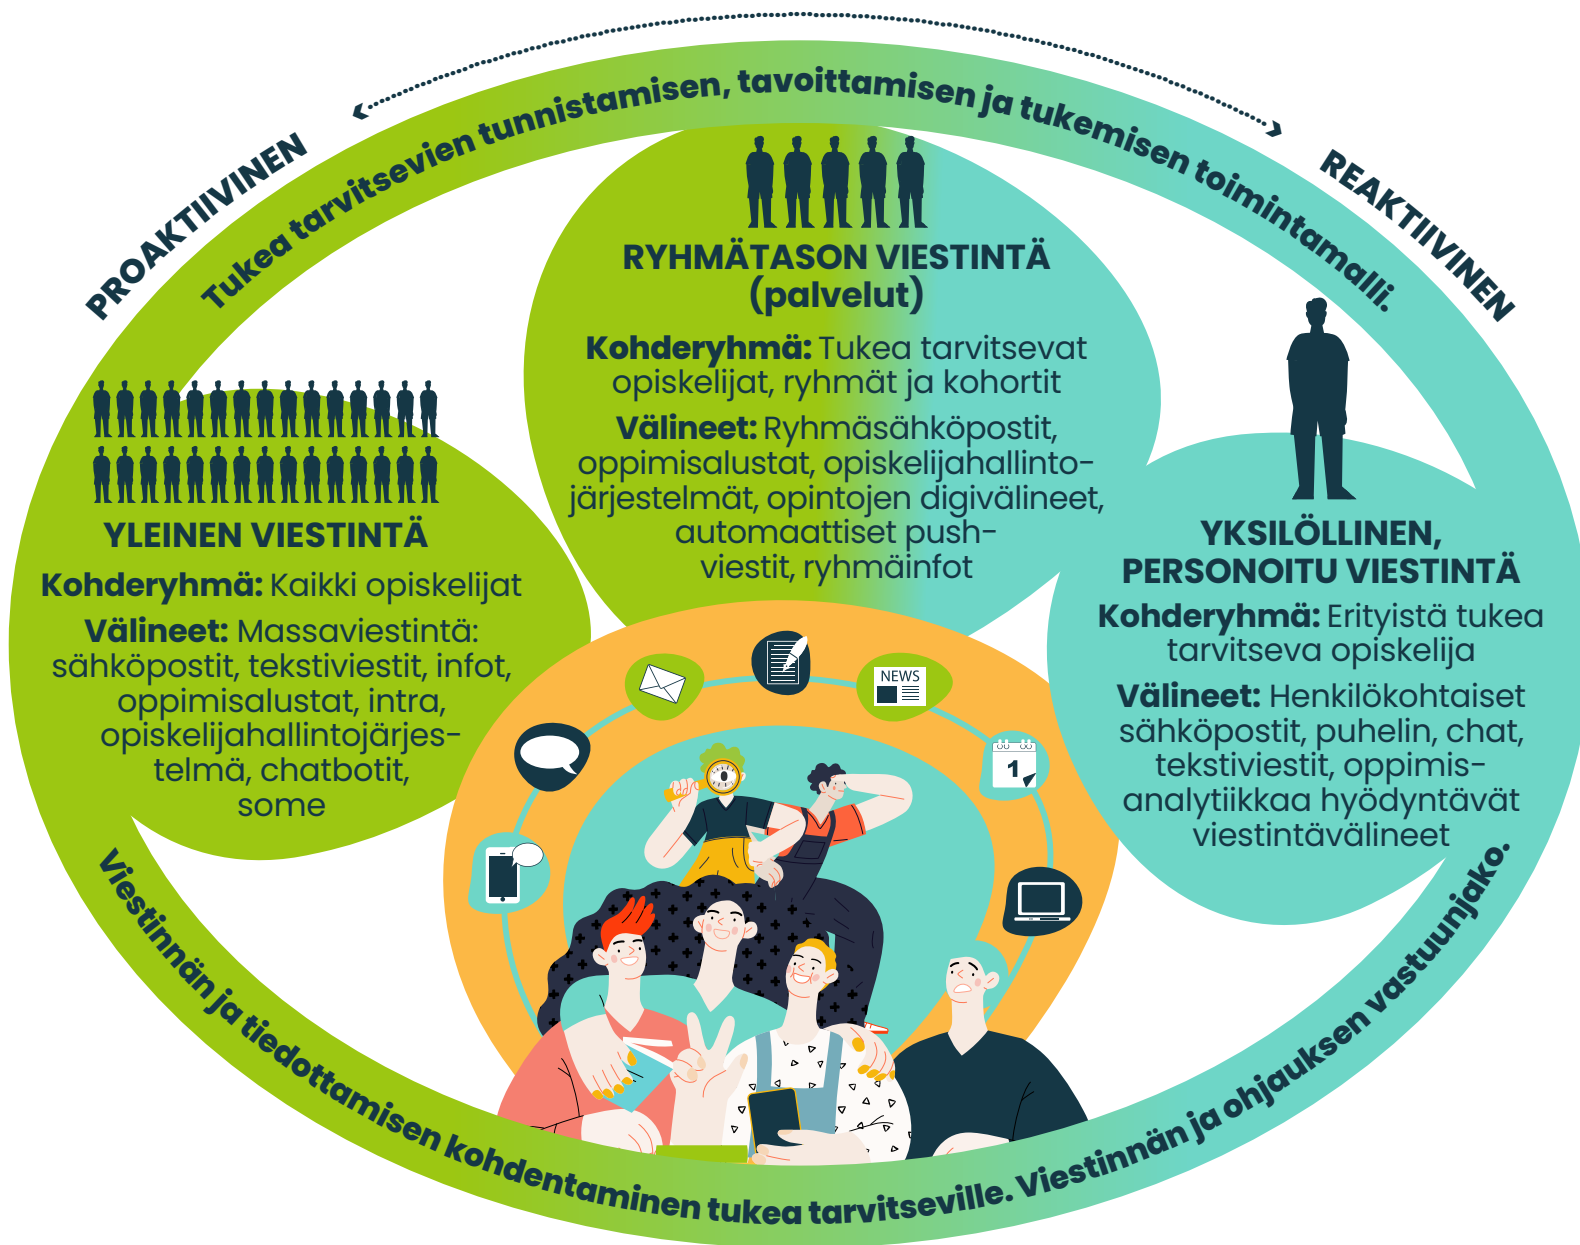 PROAKTIIVINEN
REAKTIIVINEN
Tukea tarvitsevien tunnistamisen, tavoittamisen ja tukemisen toimintamalli.
RYHMÄTASON VIESTINTÄ
(palvelut)
Kohderyhmä: Tukea tarvitsevat
opiskelijat, ryhmät ja kohortit
Välineet: Ryhmäsähköpostit,
oppimisalustat, opiskelijahallinto-
järjestelmät, opintojen digivälineet,
automaattiset push-
viestit, ryhmäinfot
YLEINEN VIESTINTÄ
Kohderyhmä: Kaikki opiskelijat
Välineet: Massaviestintä:
sähköpostit, tekstiviestit, infot,
oppimisalustat, intra,
opiskelijahallintojärjes-
telmä, chatbotit,
some
YKSILÖLLINEN,
PERSONOITU VIESTINTÄ
Kohderyhmä: Erityistä tukea
tarvitseva opiskelija
Välineet: Henkilökohtaiset
sähköpostit, puhelin, chat,
tekstiviestit, oppimis-
analytiikkaa hyödyntävät
viestintävälineet
NEWS
1
Viestinnän ja tiedottamisen kohdentaminen tukea tarvitseville. Viestinnän ja ohjauksen vastuunjako.